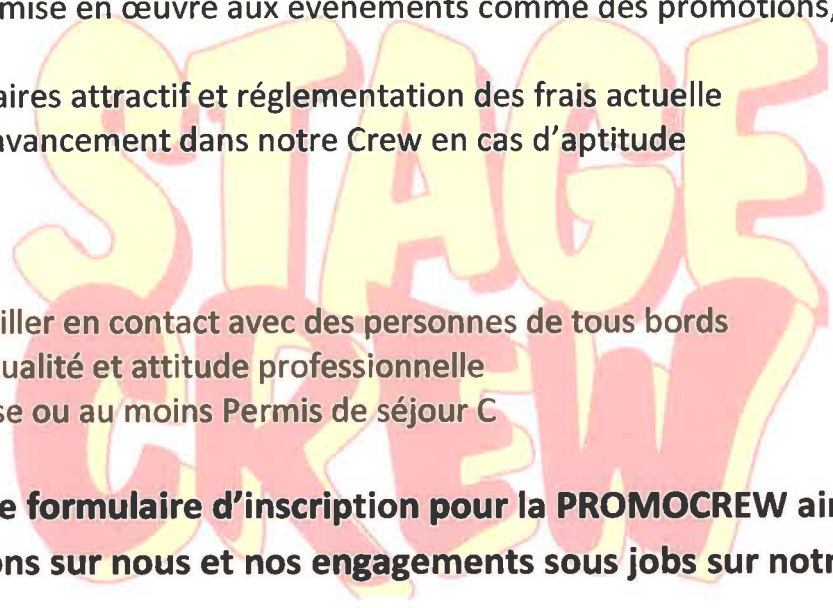 mise en œuvre aux évènements comme des promotions,
aires attractif et réglementation des frais actuelle
avancement dans notre Crew en cas d'aptitude
STAGE
CREW
iller en contact avec des personnes de tous bords
ualité et attitude professionnelle
se ou au moins Permis de séjour C
e formulaire d'inscription pour la PROMOCREW ain
ons sur nous et nos engagements sous jobs sur notr